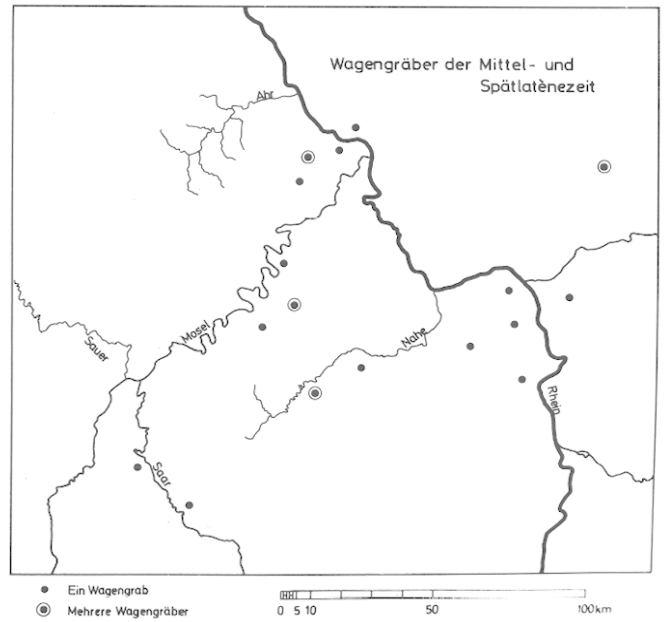 Wagengräber der Mittel- und
Spätlatènezeit
Ahr
Mosel
Sauer
Nahe
Rhein
Saar
Ein Wagengrab
Mehrere Wagengräber
0 5 10 50 100 km